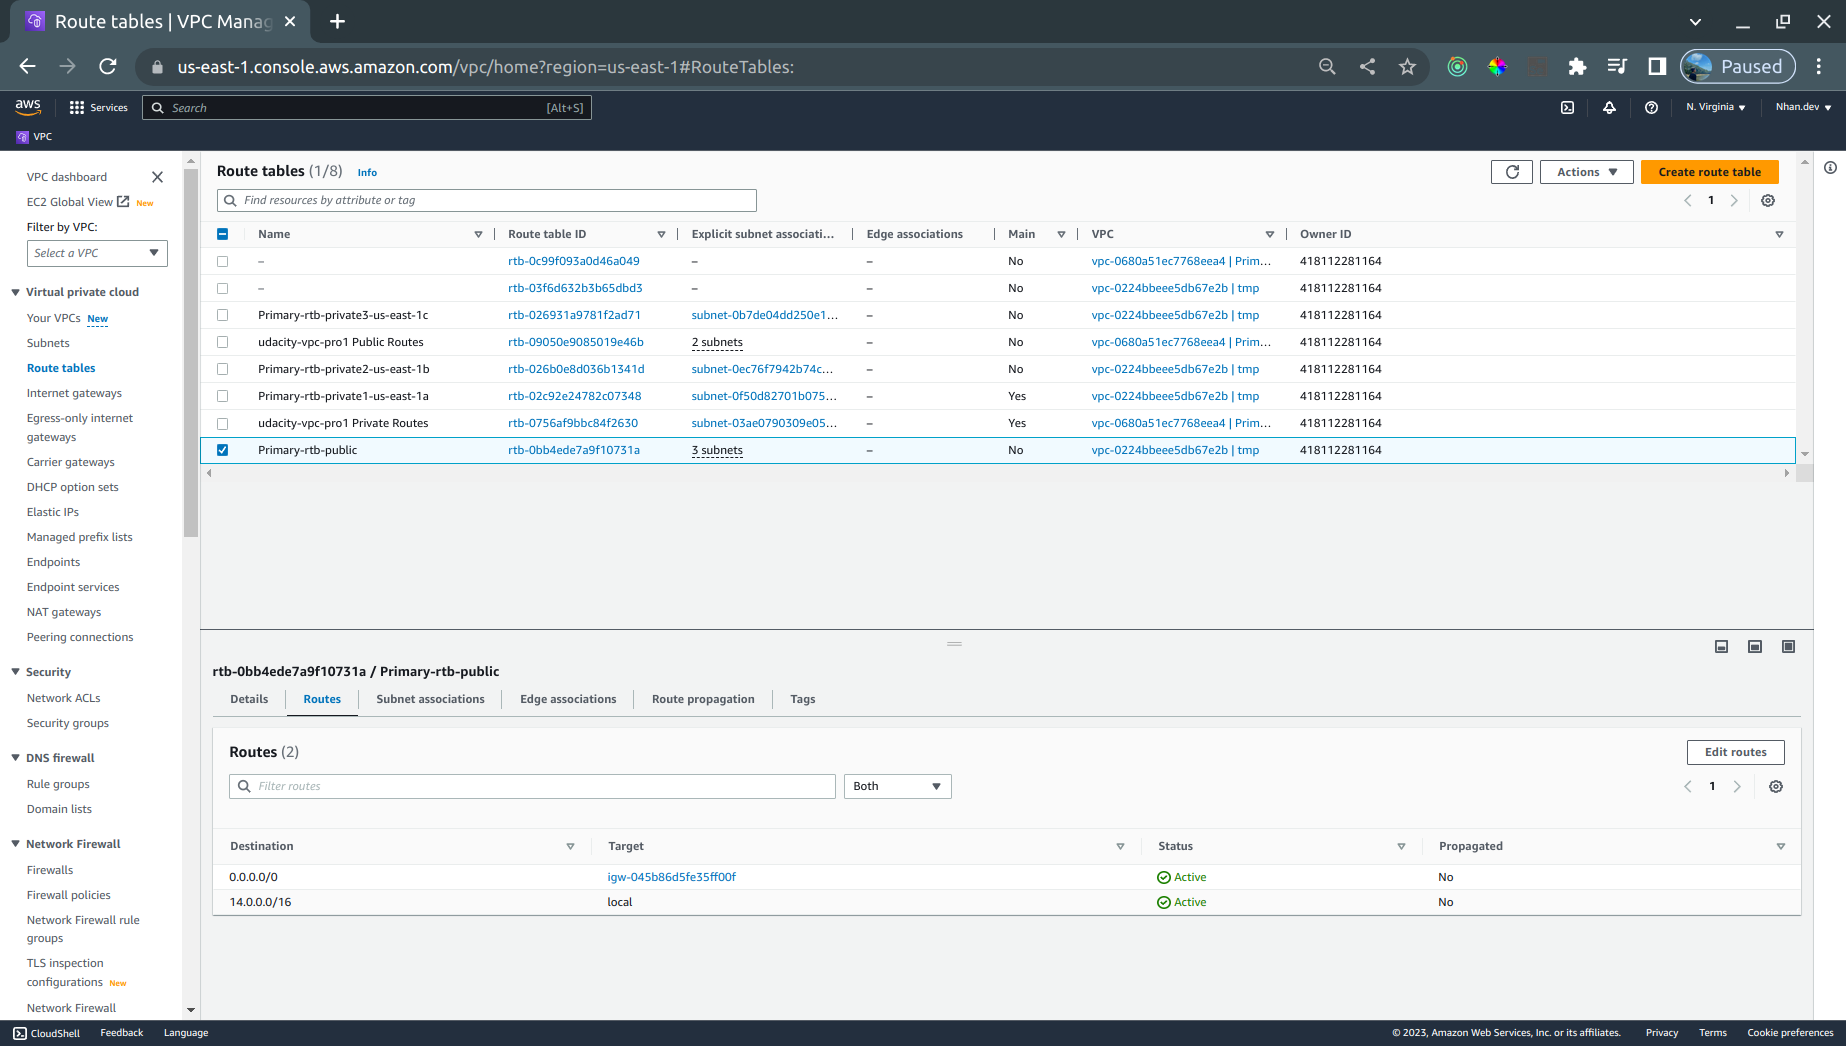 Route tables | VPC Manag
us-east-1.console.aws.amazon.com/vpc/home?region=us-east-1#RouteTables:
Paused
aws
Services
Search
[Alt+S]
N. Virginia
Nhan.dev
VPC
VPC dashboard
EC2 Global View New
Filter by VPC:
Select a VPC
Virtual private cloud
Your VPCs New
Subnets
Route tables
Internet gateways
Egress-only internet
gateways
Carrier gateways
DHCP option sets
Elastic IPs
Managed prefix lists
Endpoints
Endpoint services
NAT gateways
Peering connections
Security
Network ACLs
Security groups
DNS firewall
Rule groups
Domain lists
Network Firewall
Firewalls
Firewall policies
Network Firewall rule
groups
TLS inspection
configurations New
Network Firewall
Route tables (1/8) Info
Actions
Create route table
Find resources by attribute or tag
1
Name Route table ID Explicit subnet associati... Edge associations Main VPC Owner ID
– rtb-0c99f093a0d46a049 – – No vpc-0680a51ec7768eea4 | Prim... 418112281164
– rtb-03f6d632b3b65dbd3 – – No vpc-0224bbeee5db67e2b | tmp 418112281164
Primary-rtb-private3-us-east-1c rtb-026931a9781f2ad71 subnet-0b7de04dd250e1... – No vpc-0224bbeee5db67e2b | tmp 418112281164
udacity-vpc-pro1 Public Routes rtb-09050e9085019e46b 2 subnets – No vpc-0680a51ec7768eea4 | Prim... 418112281164
Primary-rtb-private2-us-east-1b rtb-026b0e8d036b1341d subnet-0ec76f7942b74c... – No vpc-0224bbeee5db67e2b | tmp 418112281164
Primary-rtb-private1-us-east-1a rtb-02c92e24782c07348 subnet-0f50d82701b075... – Yes vpc-0224bbeee5db67e2b | tmp 418112281164
udacity-vpc-pro1 Private Routes rtb-0756af9bbc84f2630 subnet-03ae0790309e05... – Yes vpc-0680a51ec7768eea4 | Prim... 418112281164
Primary-rtb-public rtb-0bb4ede7a9f10731a 3 subnets – No vpc-0224bbeee5db67e2b | tmp 418112281164
rtb-0bb4ede7a9f10731a / Primary-rtb-public
Details Routes Subnet associations Edge associations Route propagation Tags
Routes (2)
Edit routes
Filter routes
Both
1
Destination Target Status Propagated
0.0.0.0/0 igw-045b86d5fe35ff00f Active No
14.0.0.0/16 local Active No
CloudShell Feedback Language
© 2023, Amazon Web Services, Inc. or its affiliates. Privacy Terms Cookie preferences